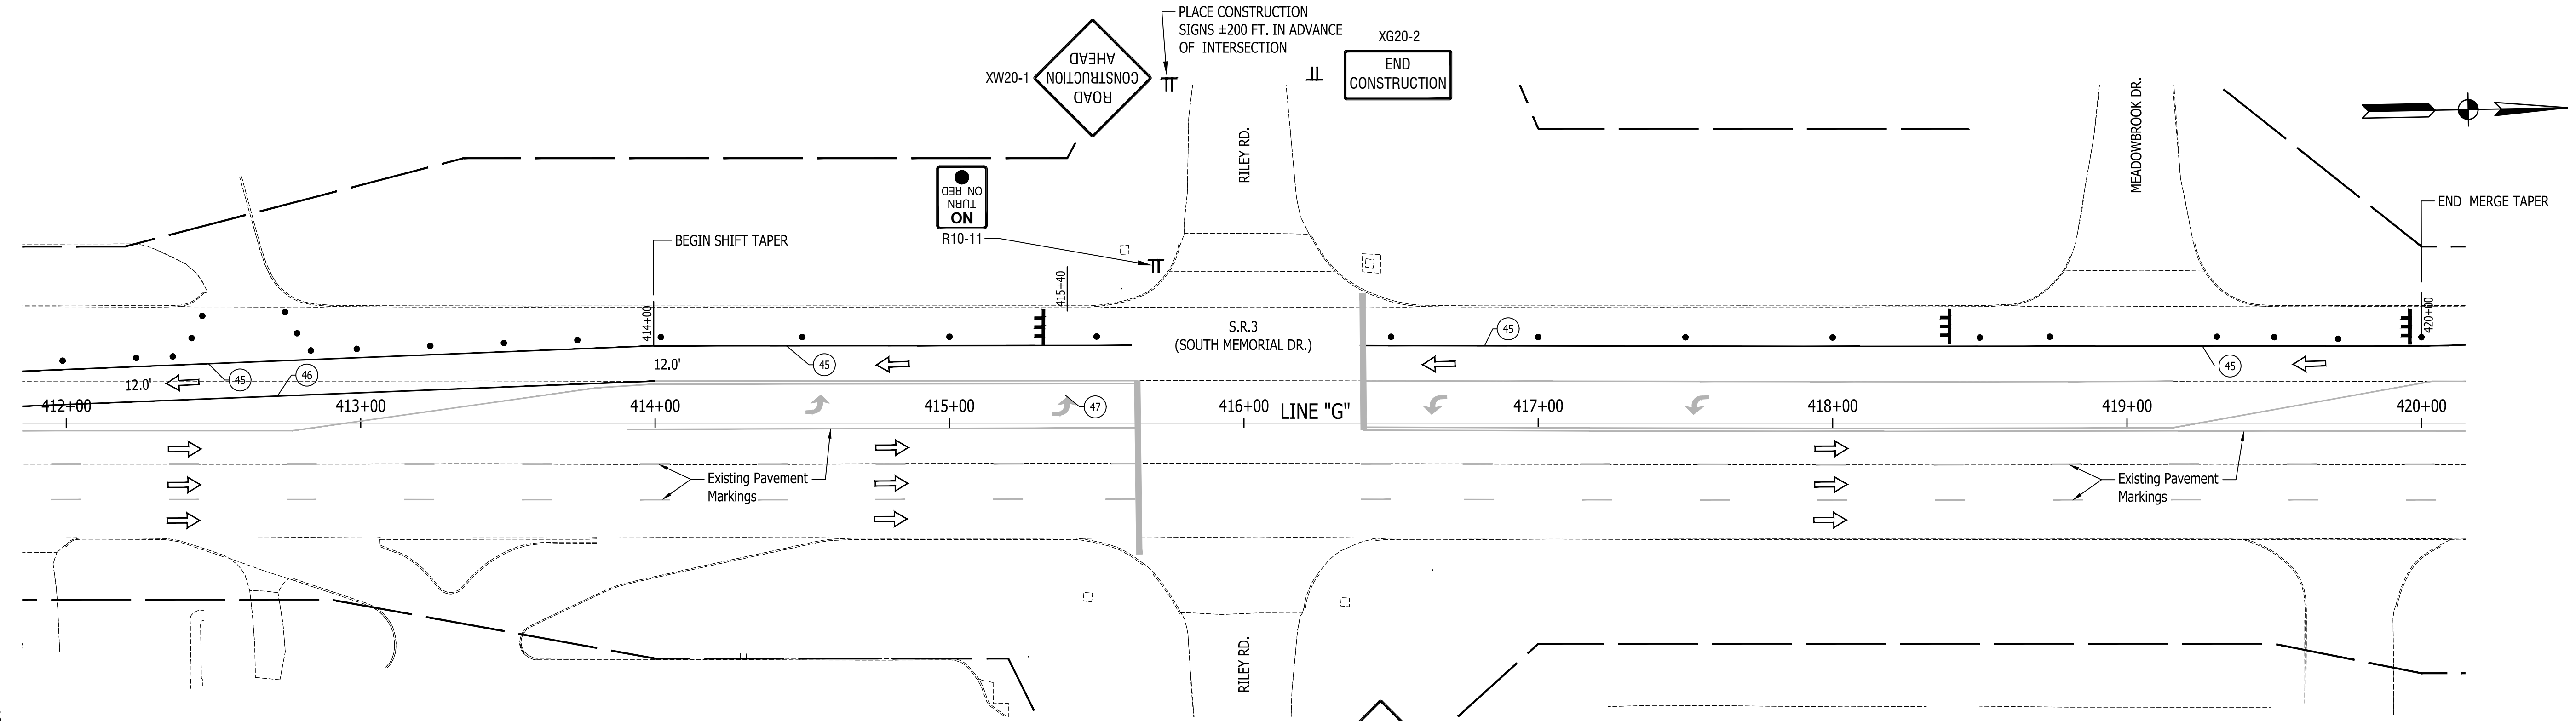 PLACE CONSTRUCTION
SIGNS ±200 FT. IN ADVANCE
OF INTERSECTION
XG20-2
END
CONSTRUCTION
XW20-1
ROAD
CONSTRUCTION
AHEAD
RILEY RD.
MEADOWBROOK DR.
NO
TURN
ON RED
R10-11
BEGIN SHIFT TAPER
END MERGE TAPER
414+00
415+40
420+00
S.R.3
(SOUTH MEMORIAL DR.)
12.0'
12.0'
45
46
45
45
45
47
412+00
413+00
414+00
415+00
416+00
LINE "G"
417+00
418+00
419+00
420+00
Existing Pavement
Markings
Existing Pavement
Markings
RILEY RD.